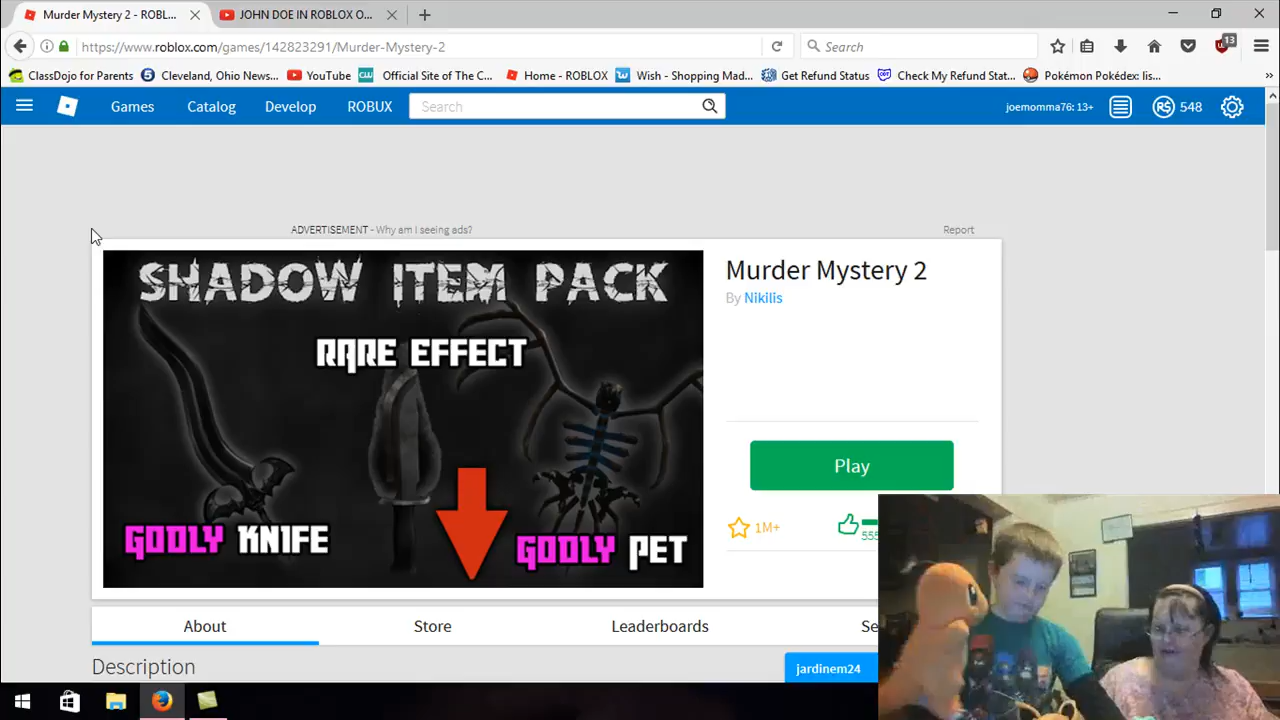 Murder Mystery 2 - ROBL...
JOHN DOE IN ROBLOX O...
https://www.roblox.com/games/142823291/Murder-Mystery-2
Search
13
ClassDojo for Parents
Cleveland, Ohio News...
YouTube
CW Official Site of The C...
Home - ROBLOX
Wish - Shopping Mad...
Get Refund Status
Check My Refund Stat...
Pokémon Pokédex: lis...
Games
Catalog
Develop
ROBUX
Search
joemomma76: 13+
R$ 548
ADVERTISEMENT - Why am I seeing ads?
Report
SHADOW ITEM PACK
RARE EFFECT
GODLY KNIFE
GODLY PET
Murder Mystery 2
By Nikilis
Play
1M+
555
About
Store
Leaderboards
Se
Description
jardinem24